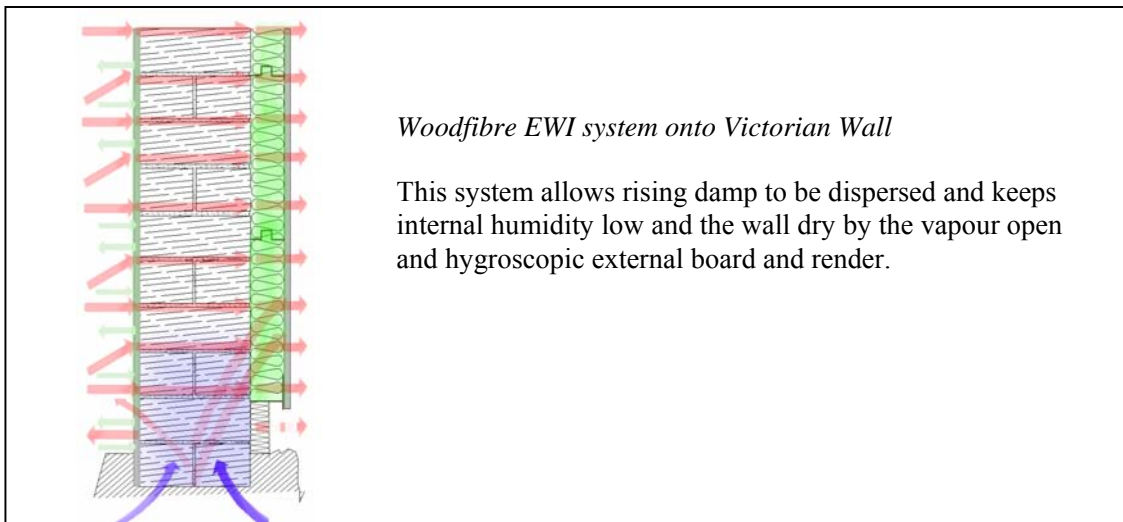 Woodfibre EWI system onto Victorian Wall
This system allows rising damp to be dispersed and keeps
internal humidity low and the wall dry by the vapour open
and hygroscopic external board and render.